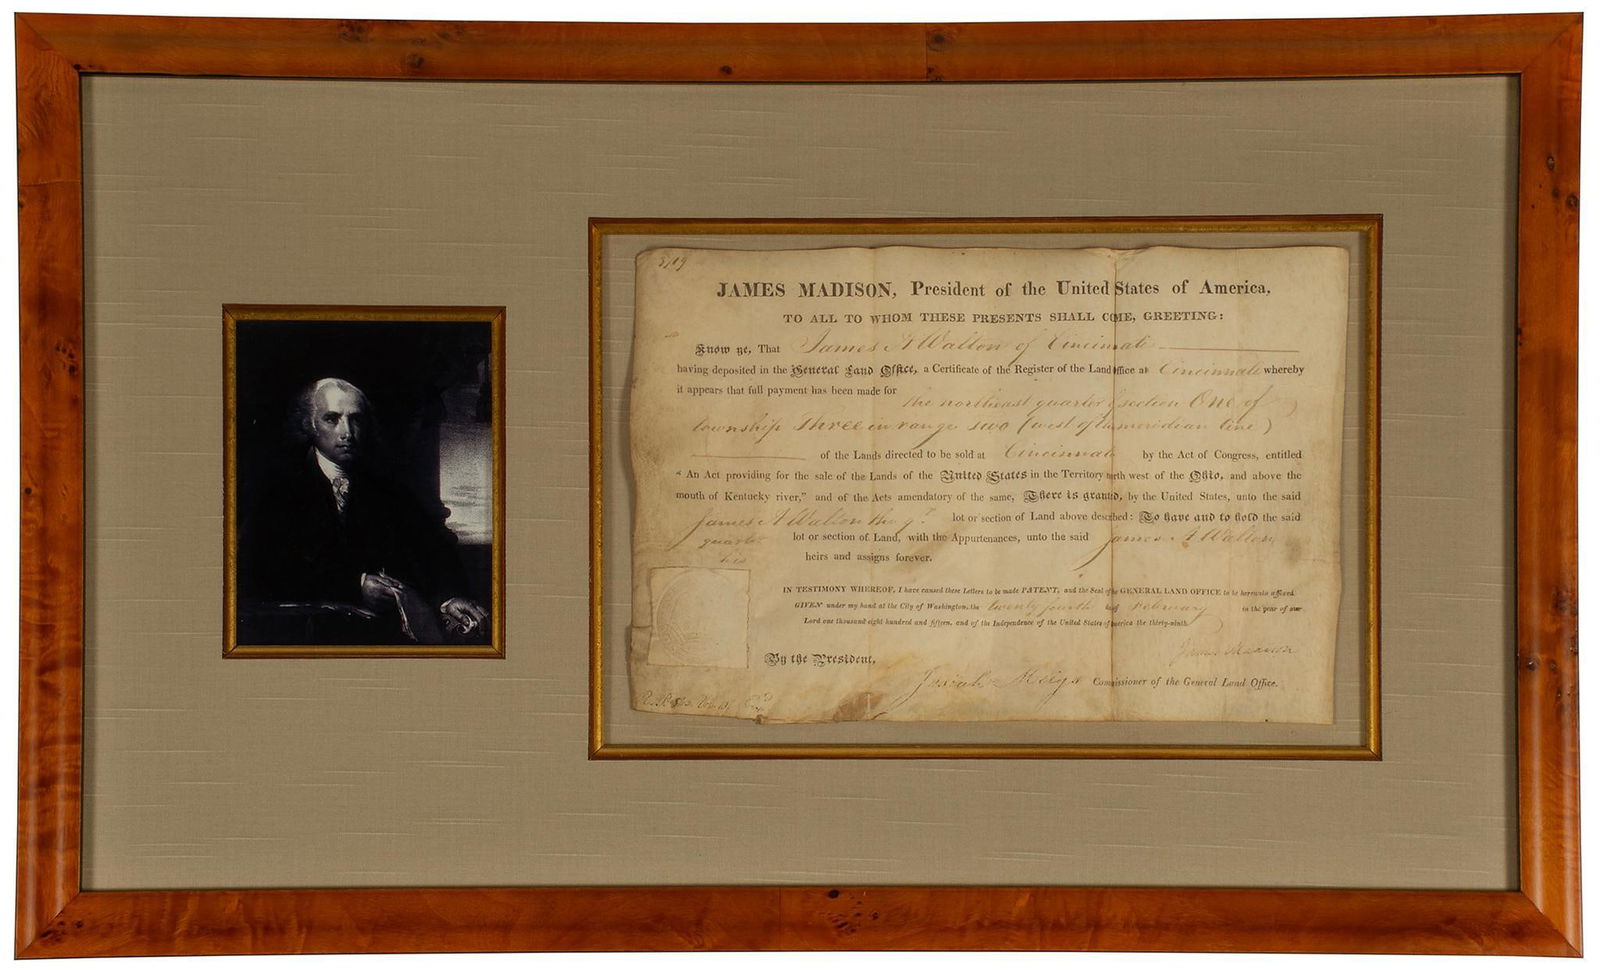 JAMES MADISON, President of the United States of America,
TO ALL TO WHOM THESE PRESENTS SHALL COME, GREETING:
Know ye, That James A Walton of Cincinnati
having deposited in the General Land Office, a Certificate of the Register of the Land Office at Cincinnati whereby
it appears that full payment has been made for the northeast quarter of section One of
township Three in range two (west of the meridian line)
of the Lands directed to be sold at Cincinnati by the Act of Congress, entitled
“An Act providing for the sale of the Lands of the United States in the Territory north west of the Ohio, and above the
mouth of Kentucky river,” and of the Acts amendatory of the same, There is granted, by the United States, unto the said
James A Walton the qr. lot or section of Land above described: To have and to hold the said
quarter lot or section of Land, with the Appurtenances, unto the said James A Walton
his heirs and assigns forever.
IN TESTIMONY WHEREOF, I have caused these Letters to be made PATENT, and the Seal of the GENERAL LAND OFFICE to be hereunto affixed.
GIVEN under my hand at the City of Washington, the twenty fourth day of February in the year of our
Lord one thousand eight hundred and fifteen, and of the Independence of the United States of America the thirty-ninth.
James Madison
By the President,
Josiah Meigs Commissioner of the General Land Office.